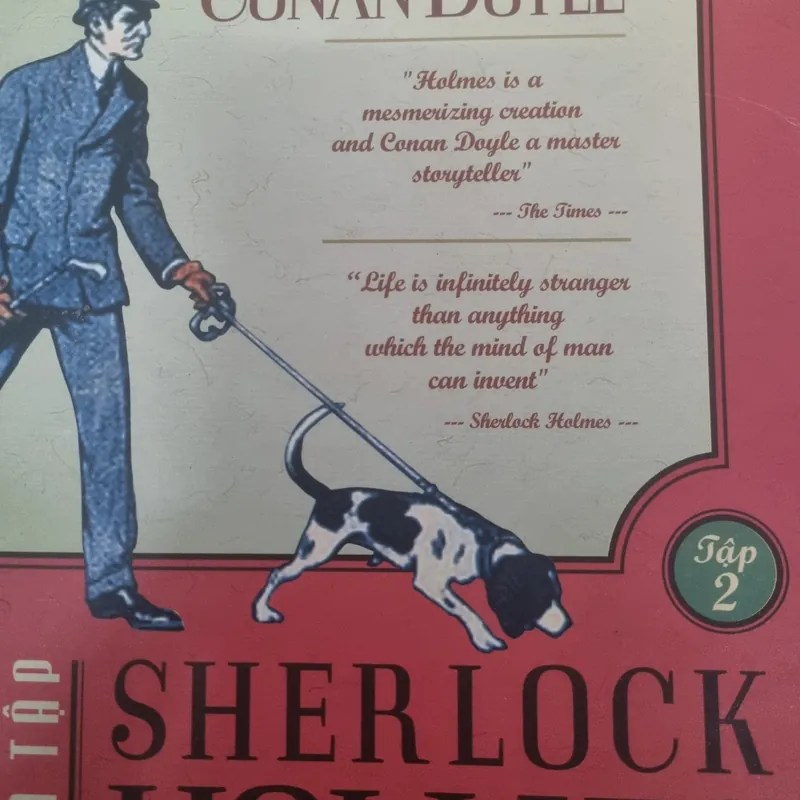 CONAN DOYLE
"Holmes is a
mesmerizing creation
and Conan Doyle a master
storyteller"
--- The Times ---
“Life is infinitely stranger
than anything
which the mind of man
can invent”
--- Sherlock Holmes ---
Tập
2
TẬP
SHERLOCK